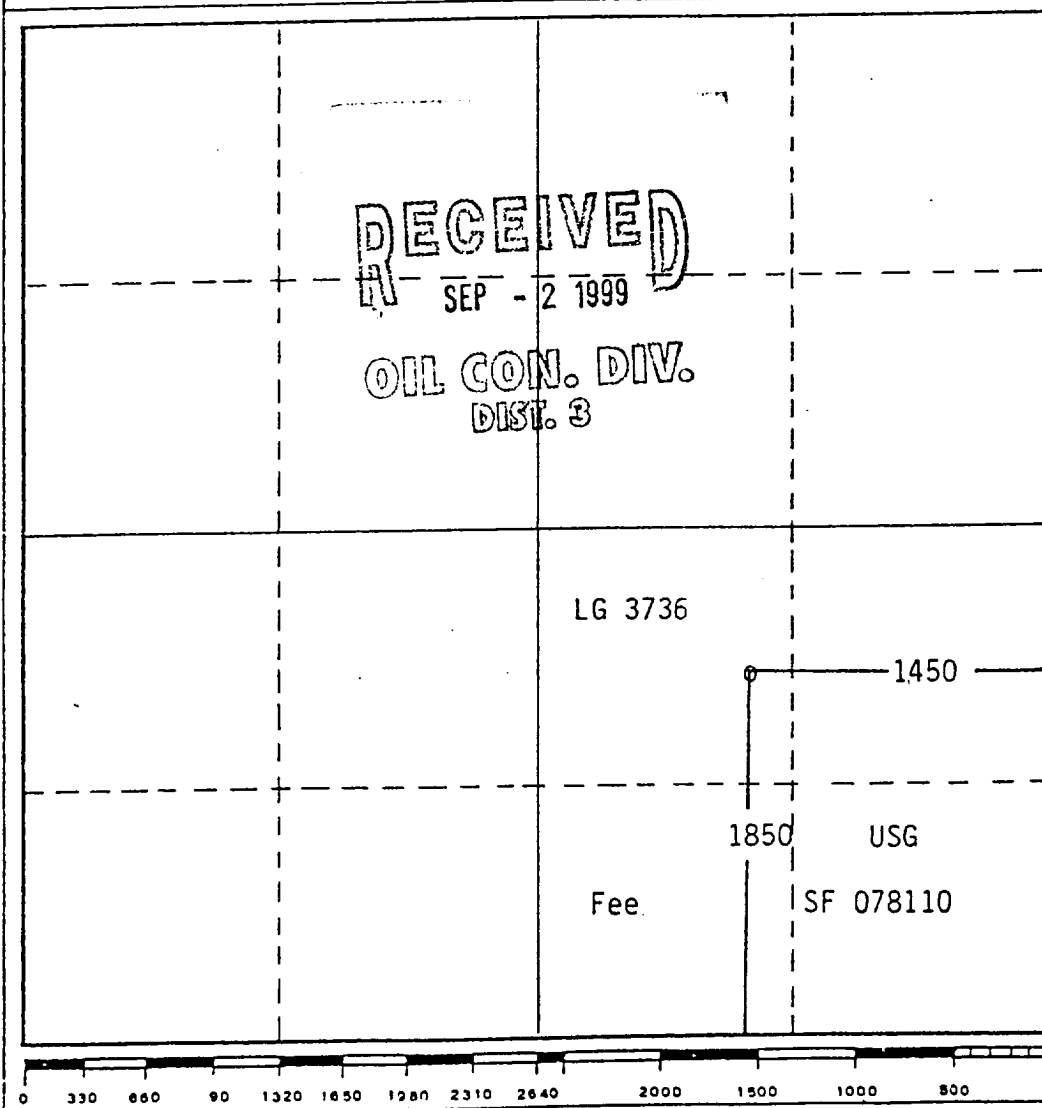 RECEIVED
SEP - 2 1999
OIL CON. DIV.
DIST. 3
LG 3736
1450
1850 USG
Fee SF 078110
0 330 660 90 1320 1650 1980 2310 2640 2000 1500 1000 500